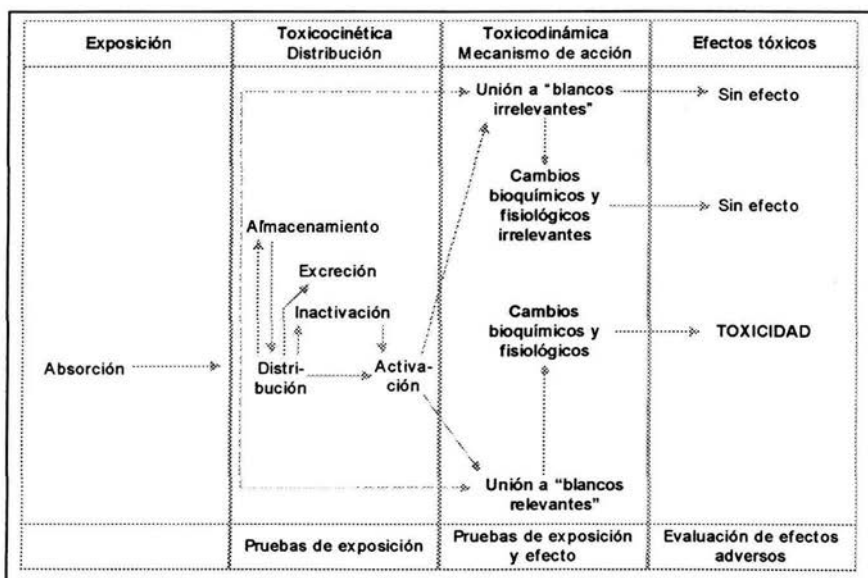 Exposición
Toxicocinética
Distribución
Toxicodinámica
Mecanismo de acción
Efectos tóxicos
Unión a "blancos
irrelevantes"
Sin efecto
Cambios
bioquímicos y
fisiológicos
irrelevantes
Sin efecto
Almacenamiento
Excreción
Inactivación
Cambios
bioquímicos y
fisiológicos
TOXICIDAD
Absorción
Distri-
bución
Activa-
ción
Unión a "blancos
relevantes"
Pruebas de exposición
Pruebas de exposición
y efecto
Evaluación de efectos
adversos